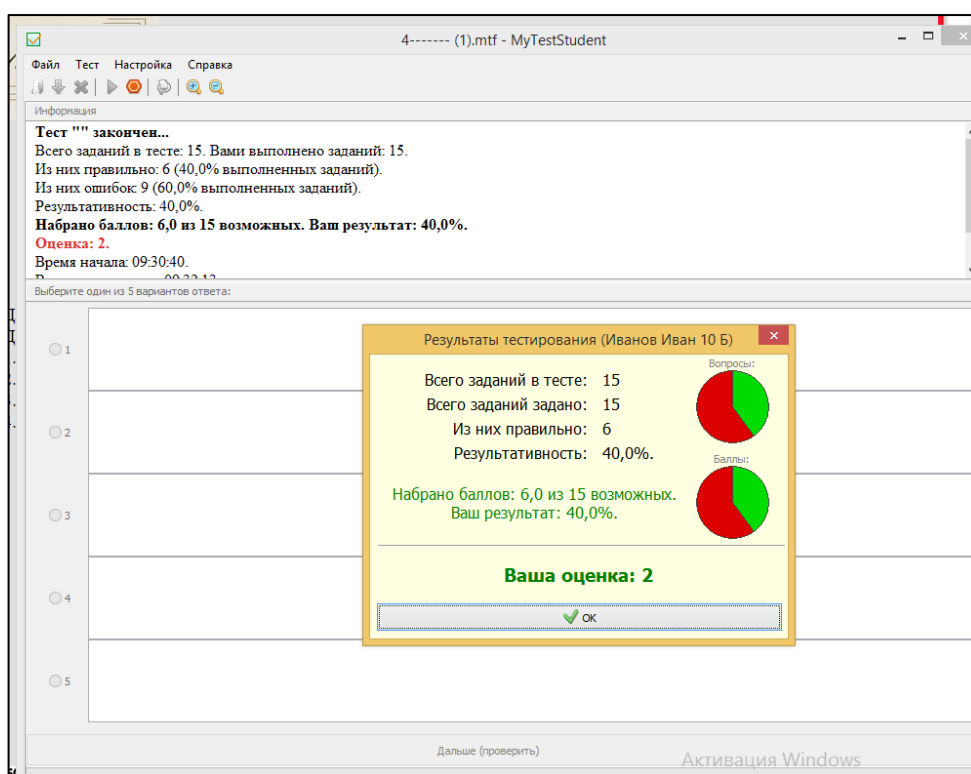 4------- (1).mtf - MyTestStudent
Файл Тест Настройка Справка
Информация
Тест "" закончен...
Всего заданий в тесте: 15. Вами выполнено заданий: 15.
Из них правильно: 6 (40,0% выполненных заданий).
Из них ошибок: 9 (60,0% выполненных заданий).
Результативность: 40,0%.
Набрано баллов: 6,0 из 15 возможных. Ваш результат: 40,0%.
Оценка: 2.
Время начала: 09:30:40.
Выберите один из 5 вариантов ответа:
1
2
3
4
5
Результаты тестирования (Иванов Иван 10 Б)
Всего заданий в тесте: 15
Всего заданий задано: 15
Из них правильно: 6
Результативность: 40,0%.
Вопросы:
Баллы:
Набрано баллов: 6,0 из 15 возможных.
Ваш результат: 40,0%.
Ваша оценка: 2
ОК
Дальше (проверить)
Активация Windows